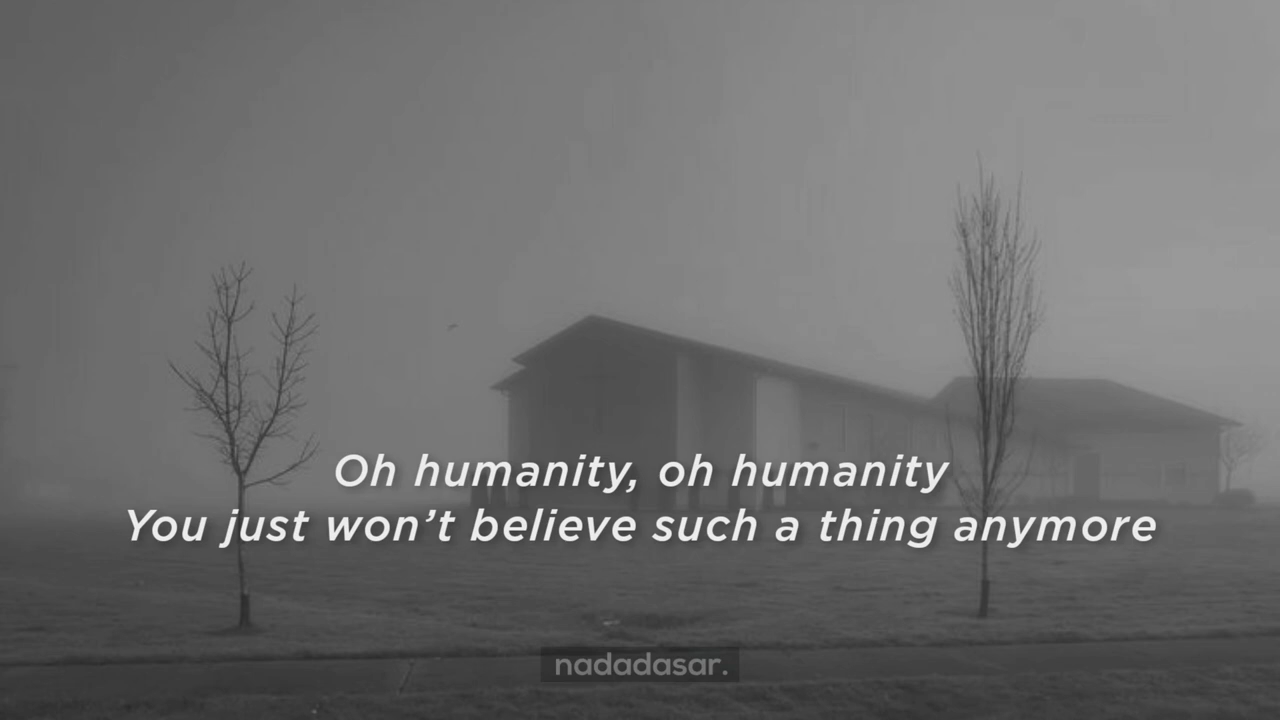 Oh humanity, oh humanity
You just won’t believe such a thing anymore
nadadasar.